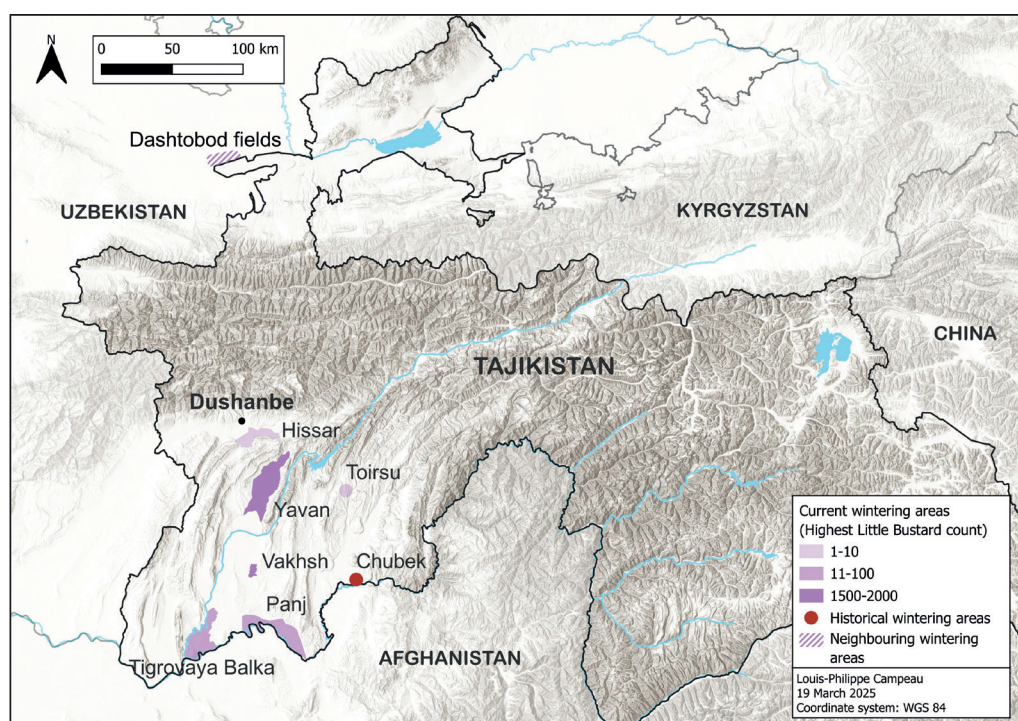 0 50 100 km
N
Dashtobod fields
UZBEKISTAN
KYRGYZSTAN
CHINA
TAJIKISTAN
Dushanbe
Hissar
Toirsu
Yavan
Vakhsh
Chubek
Panj
Tigrovaya Balka
AFGHANISTAN
Current wintering areas
(Highest Little Bustard count)
1-10
11-100
1500-2000
Historical wintering areas
Neighbouring wintering
areas
Louis-Philippe Campeau
19 March 2025
Coordinate system: WGS 84